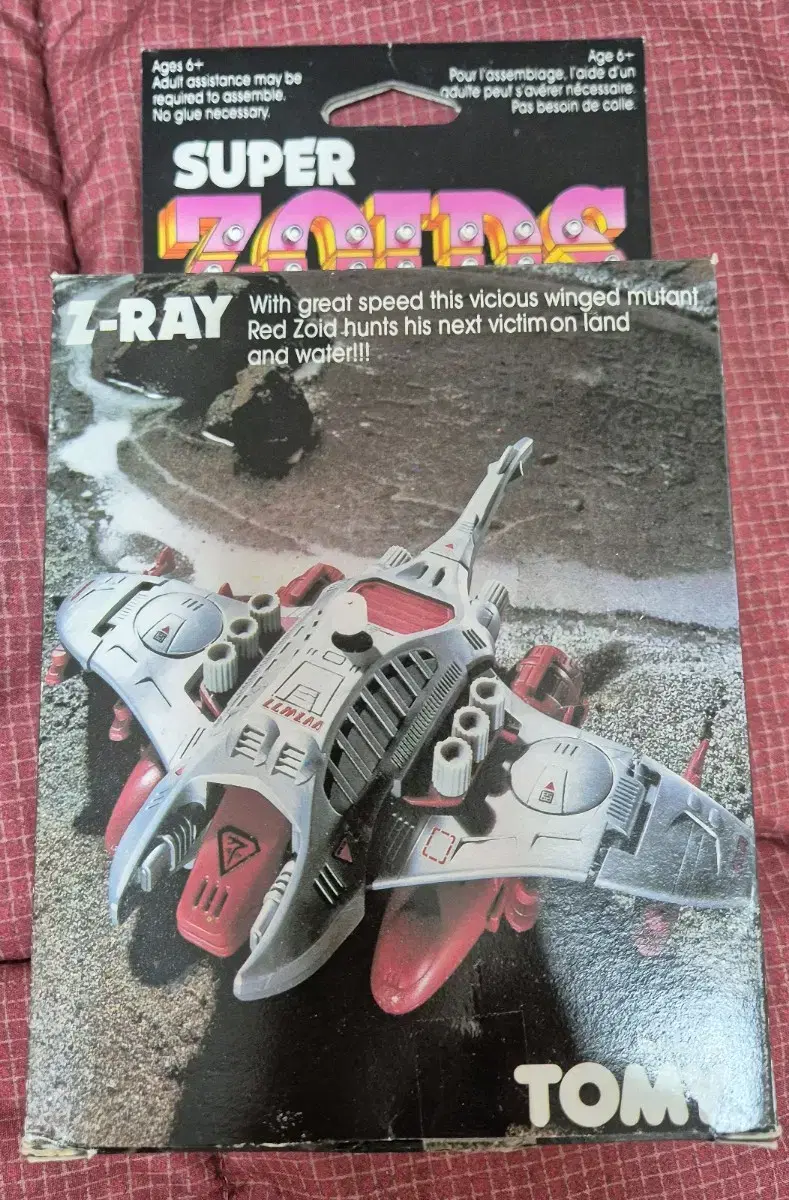 Ages 6+
Adult assistance may be
required to assemble.
No glue necessary.
Age 6+
Pour l'assemblage, l'aide d'un
adulte peut s'avérer nécessaire.
Pas besoin de colle.
SUPER
ZOIDS
Z-RAY
With great speed this vicious winged mutant
Red Zoid hunts his next victim on land
and water!!!
TOMY